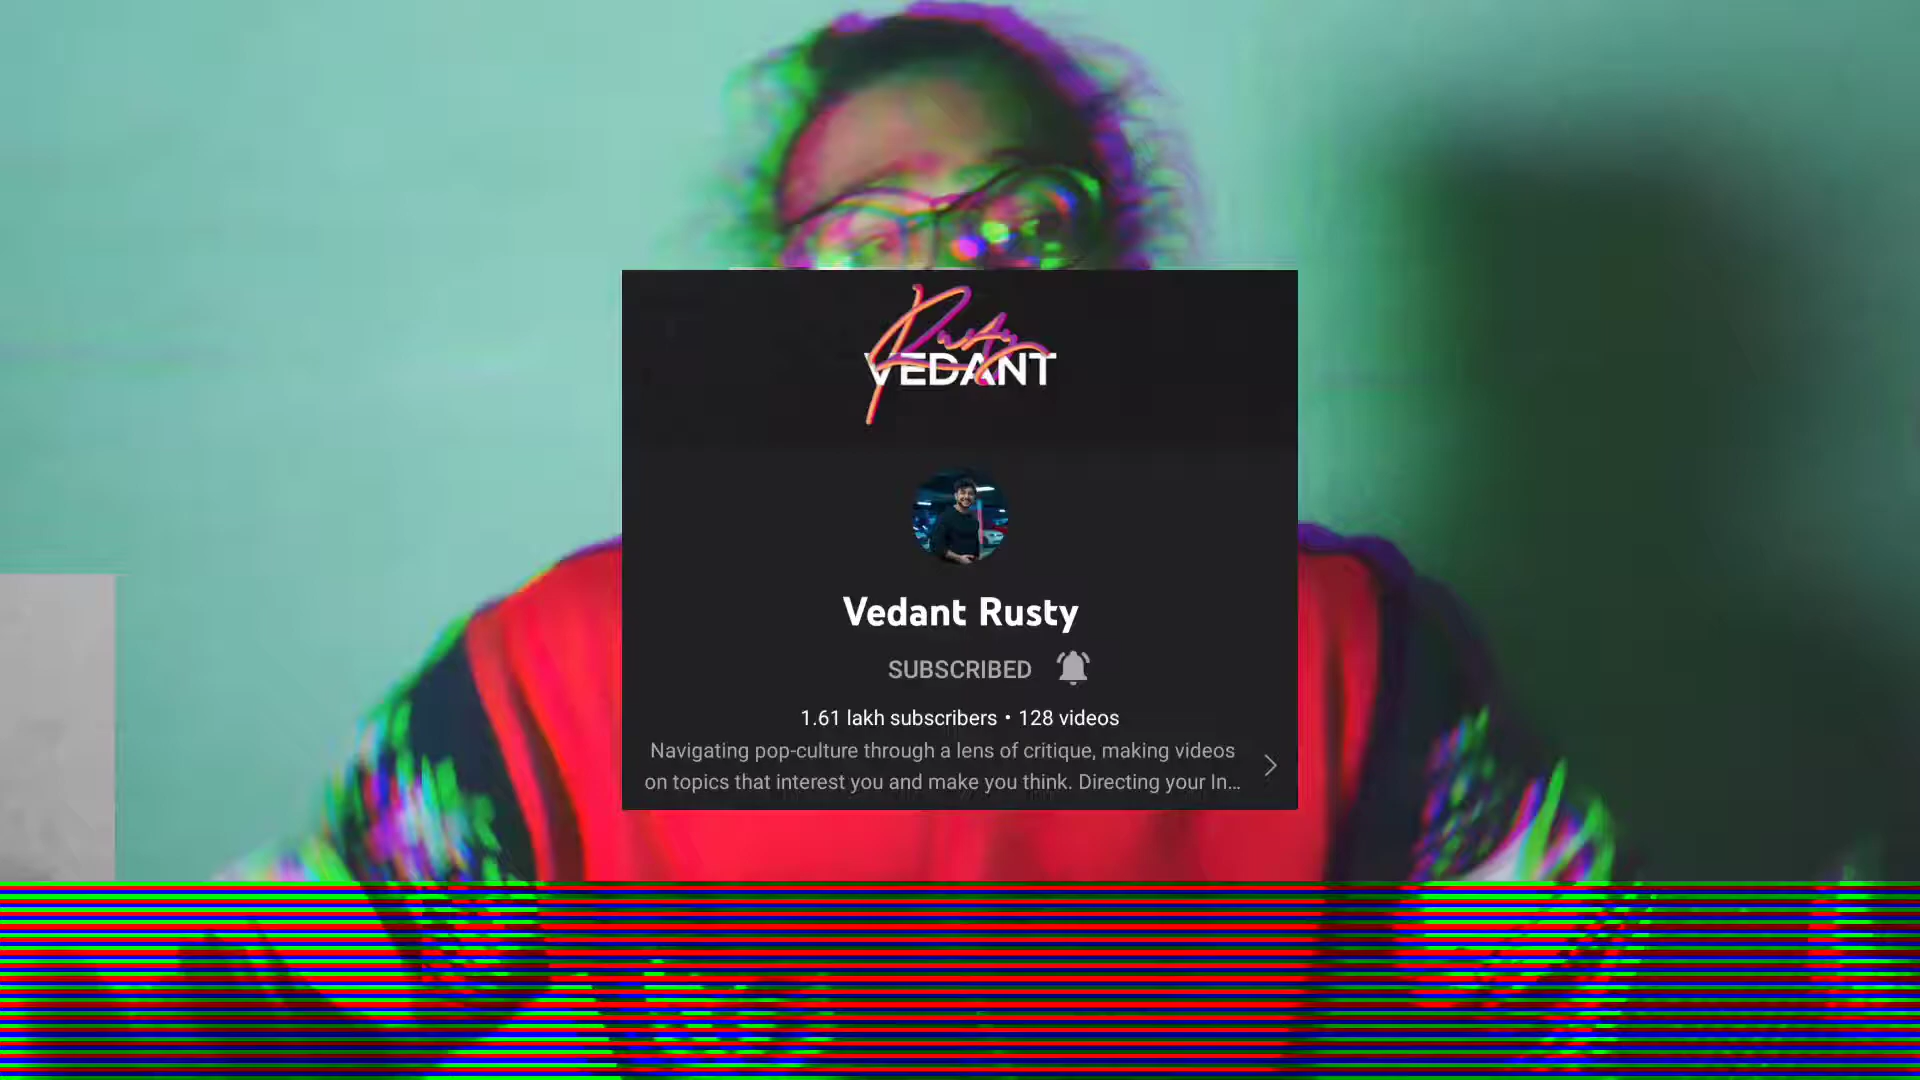 Rusty
VEDANT
Vedant Rusty
SUBSCRIBED
1.61 lakh subscribers • 128 videos
Navigating pop-culture through a lens of critique, making videos
on topics that interest you and make you think. Directing your In...